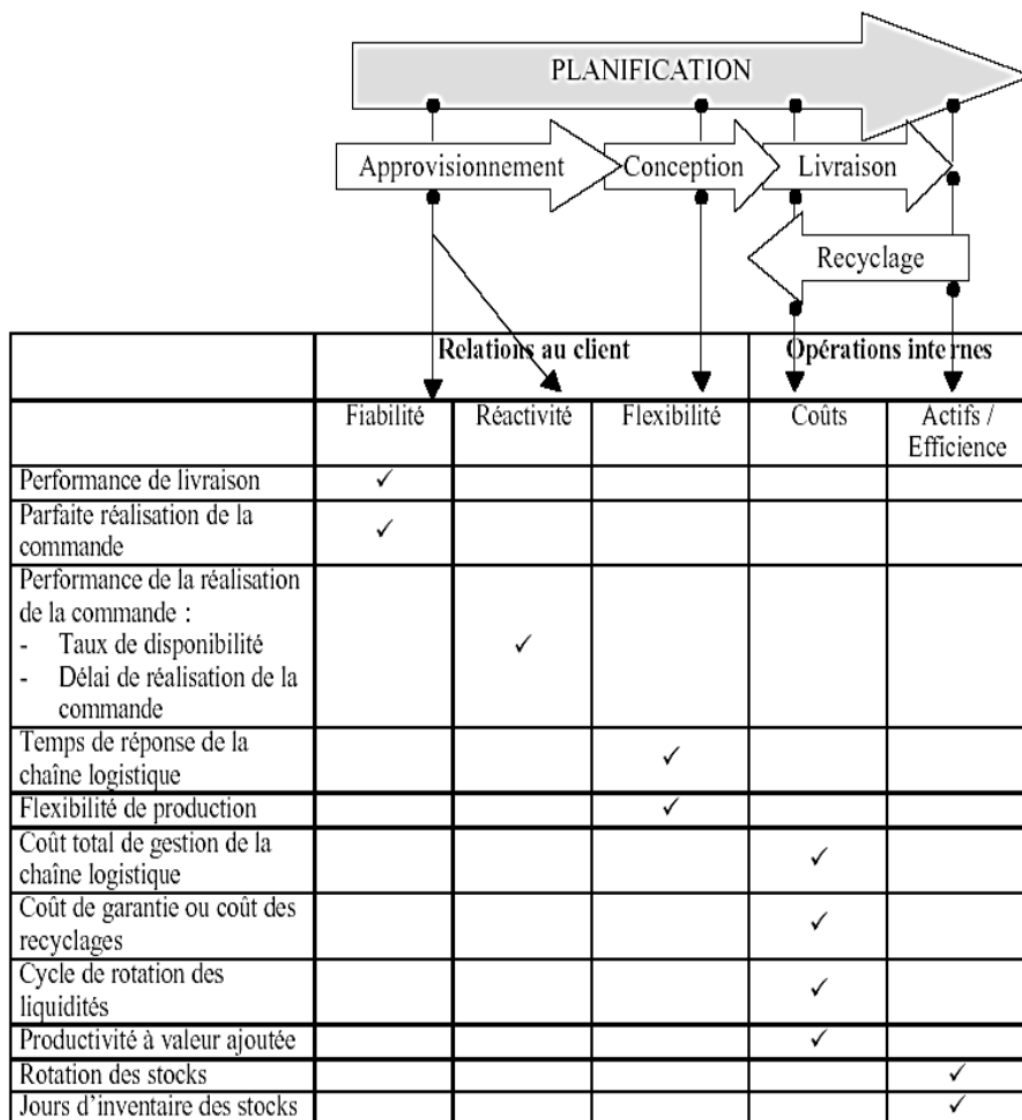 PLANIFICATION
Approvisionnement
Conception
Livraison
Recyclage
Relations au client
Opérations internes
Fiabilité
Réactivité
Flexibilité
Coûts
Actifs /
Efficience
Performance de livraison
✓
Parfaite réalisation de la
commande
✓
Performance de la réalisation
de la commande :
- Taux de disponibilité
- Délai de réalisation de la
commande
✓
Temps de réponse de la
chaîne logistique
✓
Flexibilité de production
✓
Coût total de gestion de la
chaîne logistique
✓
Coût de garantie ou coût des
recyclages
✓
Cycle de rotation des
liquidités
✓
Productivité à valeur ajoutée
✓
Rotation des stocks
✓
Jours d'inventaire des stocks
✓